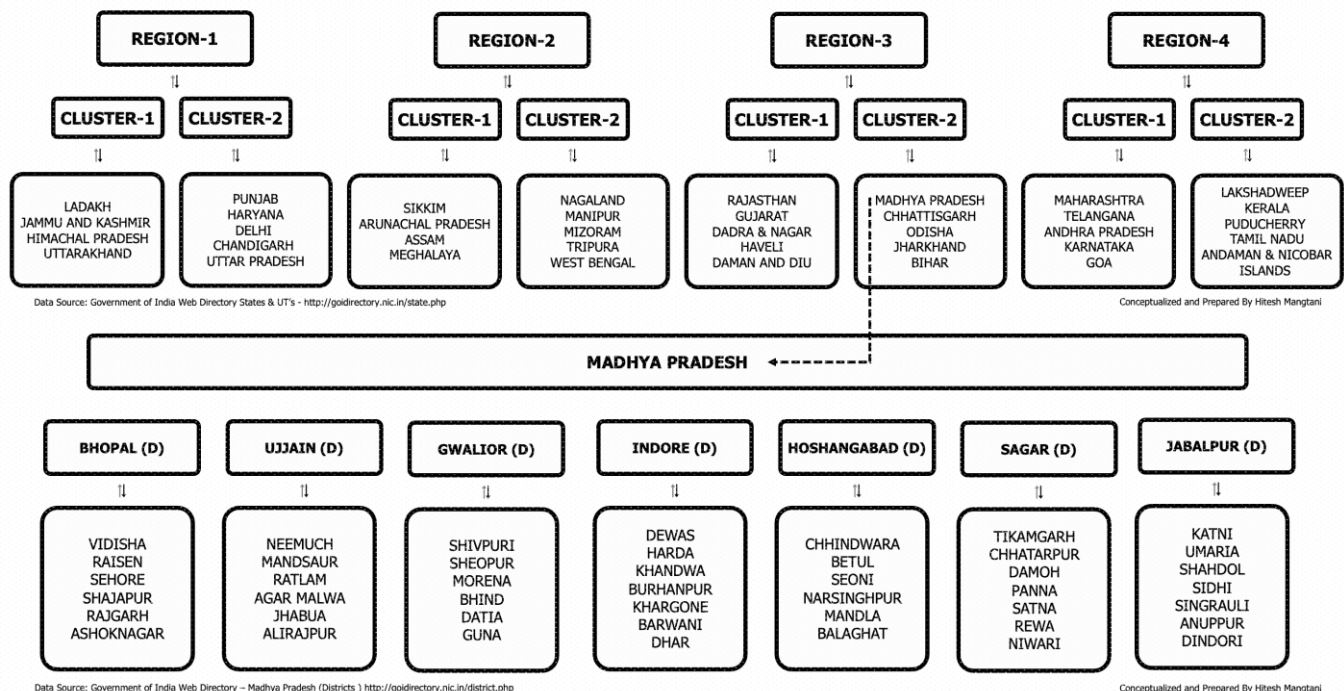 REGION-1
REGION-2
REGION-3
REGION-4
CLUSTER-1
CLUSTER-2
CLUSTER-1
CLUSTER-2
CLUSTER-1
CLUSTER-2
CLUSTER-1
CLUSTER-2
LADAKH
JAMMU AND KASHMIR
HIMACHAL PRADESH
UTTARAKHAND
PUNJAB
HARYANA
DELHI
CHANDIGARH
UTTAR PRADESH
SIKKIM
ARUNACHAL PRADESH
ASSAM
MEGHALAYA
NAGALAND
MANIPUR
MIZORAM
TRIPURA
WEST BENGAL
RAJASTHAN
GUJARAT
DADRA & NAGAR
HAVELI
DAMAN AND DIU
MADHYA PRADESH
CHHATTISGARH
ODISHA
JHARKHAND
BIHAR
MAHARASHTRA
TELANGANA
ANDHRA PRADESH
KARNATAKA
GOA
LAKSHADWEEP
KERALA
PUDUCHERRY
TAMIL NADU
ANDAMAN & NICOBAR
ISLANDS
Data Source: Government of India Web Directory States & UT's - http://goidirectory.nic.in/state.php
Conceptualized and Prepared By Hitesh Mangtani
MADHYA PRADESH
BHOPAL (D)
UJJAIN (D)
GWALIOR (D)
INDORE (D)
HOSHANGABAD (D)
SAGAR (D)
JABALPUR (D)
VIDISHA
RAISEN
SEHORE
SHAJAPUR
RAJGARH
ASHOKNAGAR
NEEMUCH
MANDSAUR
RATLAM
AGAR MALWA
JHABUA
ALIRAJPUR
SHIVPURI
SHEOPUR
MORENA
BHIND
DATIA
GUNA
DEWAS
HARDA
KHANDWA
BURHANPUR
KHARGONE
BARWANI
DHAR
CHHINDWARA
BETUL
SEONI
NARSINGHPUR
MANDLA
BALAGHAT
TIKAMGARH
CHHATARPUR
DAMOH
PANNA
SATNA
REWA
NIWARI
KATNI
UMARIA
SHAHDOL
SIDHI
SINGRAULI
ANUPPUR
DINDORI
Data Source: Government of India Web Directory – Madhya Pradesh (Districts ) http://goidirectory.nic.in/district.php
Conceptualized and Prepared By Hitesh Mangtani